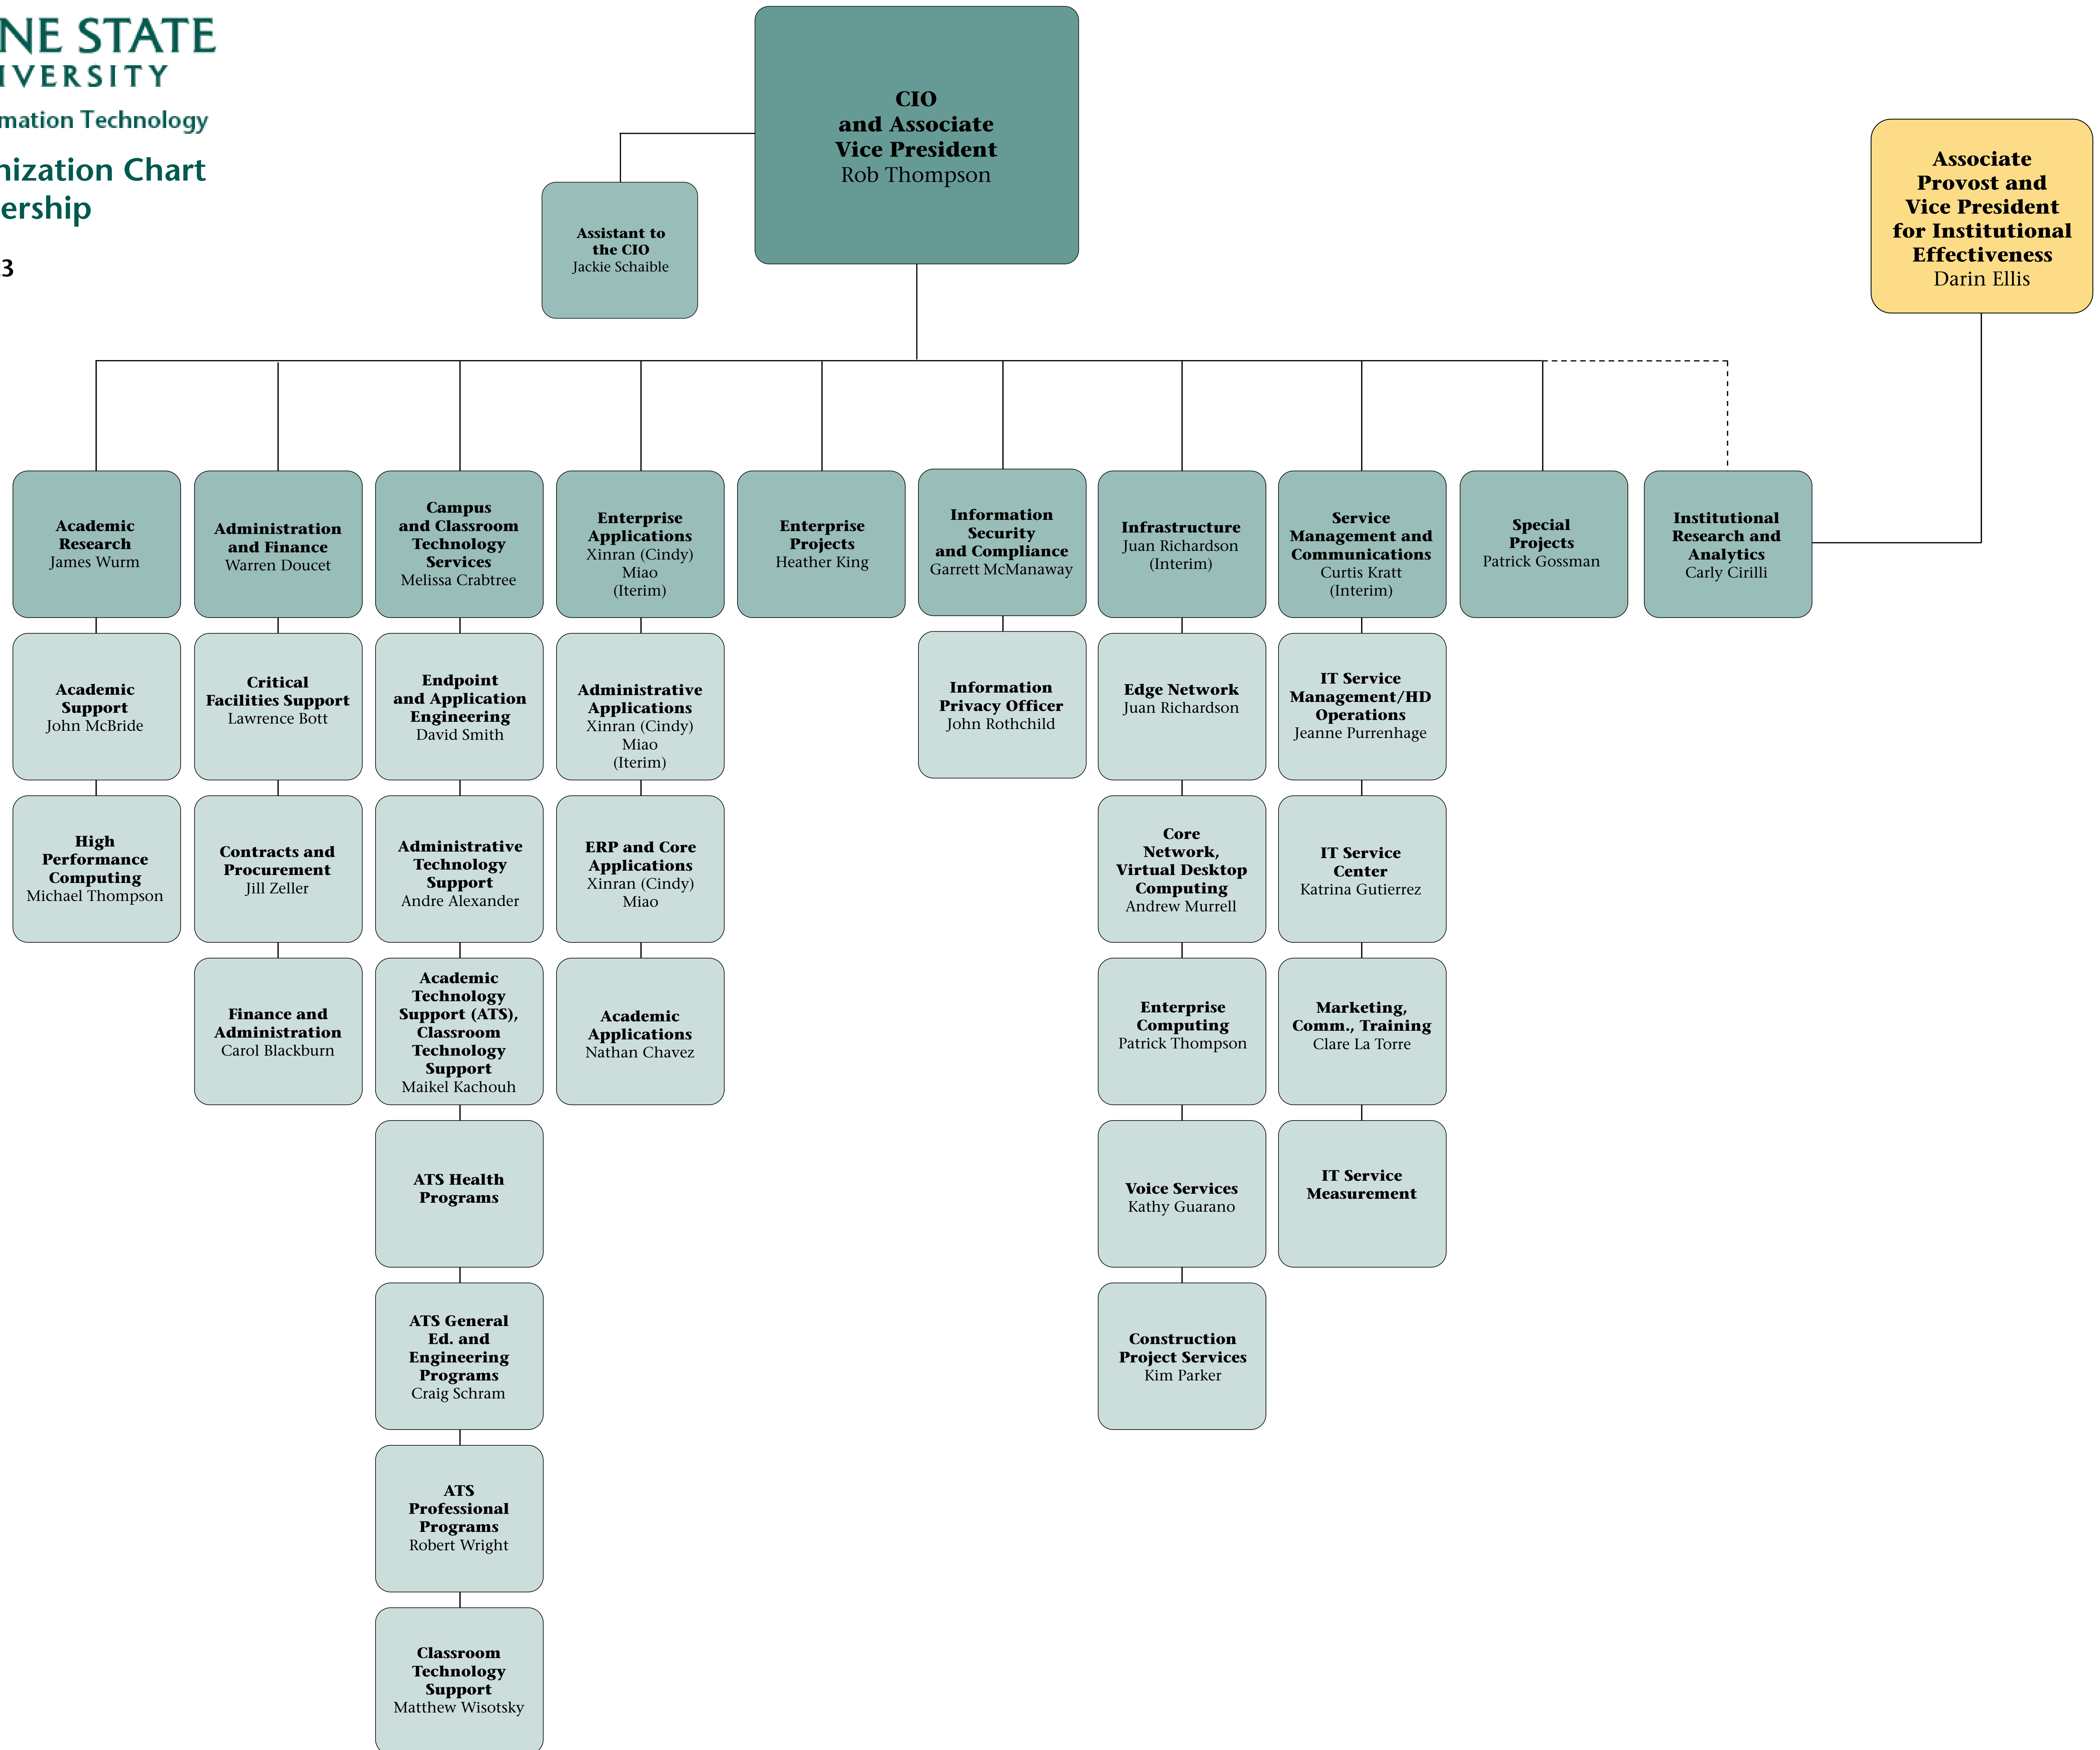 NE STATE
IVERSITY
mation Technology
nization Chart
ership
3
CIO
and Associate
Vice President
Rob Thompson
Assistant to
the CIO
Jackie Schaible
Associate
Provost and
Vice President
for Institutional
Effectiveness
Darin Ellis
Academic
Research
James Wurm
Administration
and Finance
Warren Doucet
Campus
and Classroom
Technology
Services
Melissa Crabtree
Enterprise
Applications
Xinran (Cindy)
Miao
(Iterim)
Enterprise
Projects
Heather King
Information
Security
and Compliance
Garrett McManaway
Infrastructure
Juan Richardson
(Interim)
Service
Management and
Communications
Curtis Kratt
(Interim)
Special
Projects
Patrick Gossman
Institutional
Research and
Analytics
Carly Cirilli
Academic
Support
John McBride
Critical
Facilities Support
Lawrence Bott
Endpoint
and Application
Engineering
David Smith
Administrative
Applications
Xinran (Cindy)
Miao
(Iterim)
Information
Privacy Officer
John Rothchild
Edge Network
Juan Richardson
IT Service
Management/HD
Operations
Jeanne Purrenhage
High
Performance
Computing
Michael Thompson
Contracts and
Procurement
Jill Zeller
Administrative
Technology
Support
Andre Alexander
ERP and Core
Applications
Xinran (Cindy)
Miao
Core
Network,
Virtual Desktop
Computing
Andrew Murrell
IT Service
Center
Katrina Gutierrez
Finance and
Administration
Carol Blackburn
Academic
Technology
Support (ATS),
Classroom
Technology
Support
Maikel Kachouh
Academic
Applications
Nathan Chavez
Enterprise
Computing
Patrick Thompson
Marketing,
Comm., Training
Clare La Torre
ATS Health
Programs
Voice Services
Kathy Guarano
IT Service
Measurement
ATS General
Ed. and
Engineering
Programs
Craig Schram
Construction
Project Services
Kim Parker
ATS
Professional
Programs
Robert Wright
Classroom
Technology
Support
Matthew Wisotsky